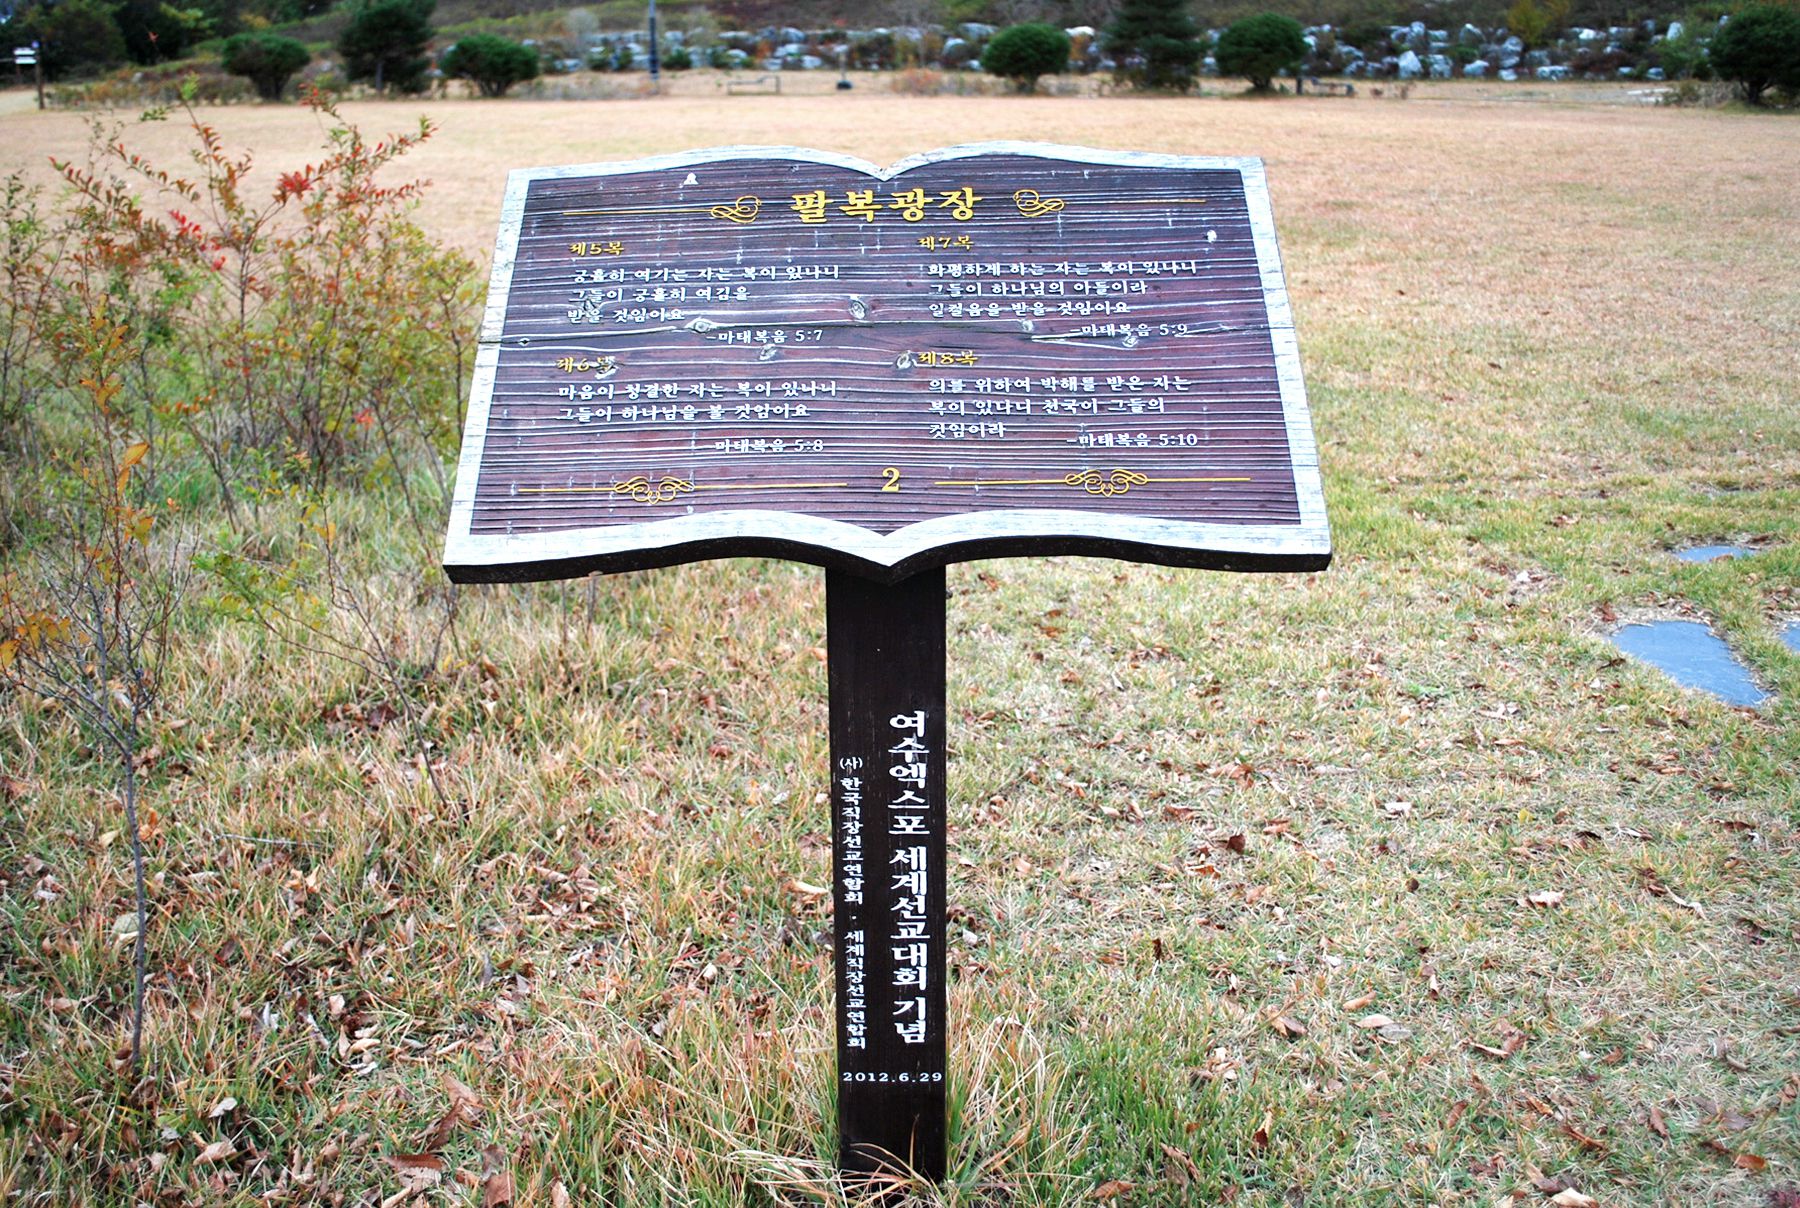 팔복광장
제5복
궁휼히 여기는 자는 복이 있나니
그들이 궁휼히 여김을
받을 것임이요
-마태복음 5:7
제6복
마음이 청결한 자는 복이 있나니
그들이 하나님을 볼 것임이요
-마태복음 5:8
제7복
화평하게 하는 자는 복이 있나니
그들이 하나님의 아들이라
일컬음을 받을 것임이요
-마태복음 5:9
제8복
의를 위하여 박해를 받은 자는
복이 있다니 천국이 그들의
것임이라
-마태복음 5:10
2
여수엑스포 세계선교대회 기념
(사)한국직장선교연합회 · 세계직장선교연합회
2012.6.29